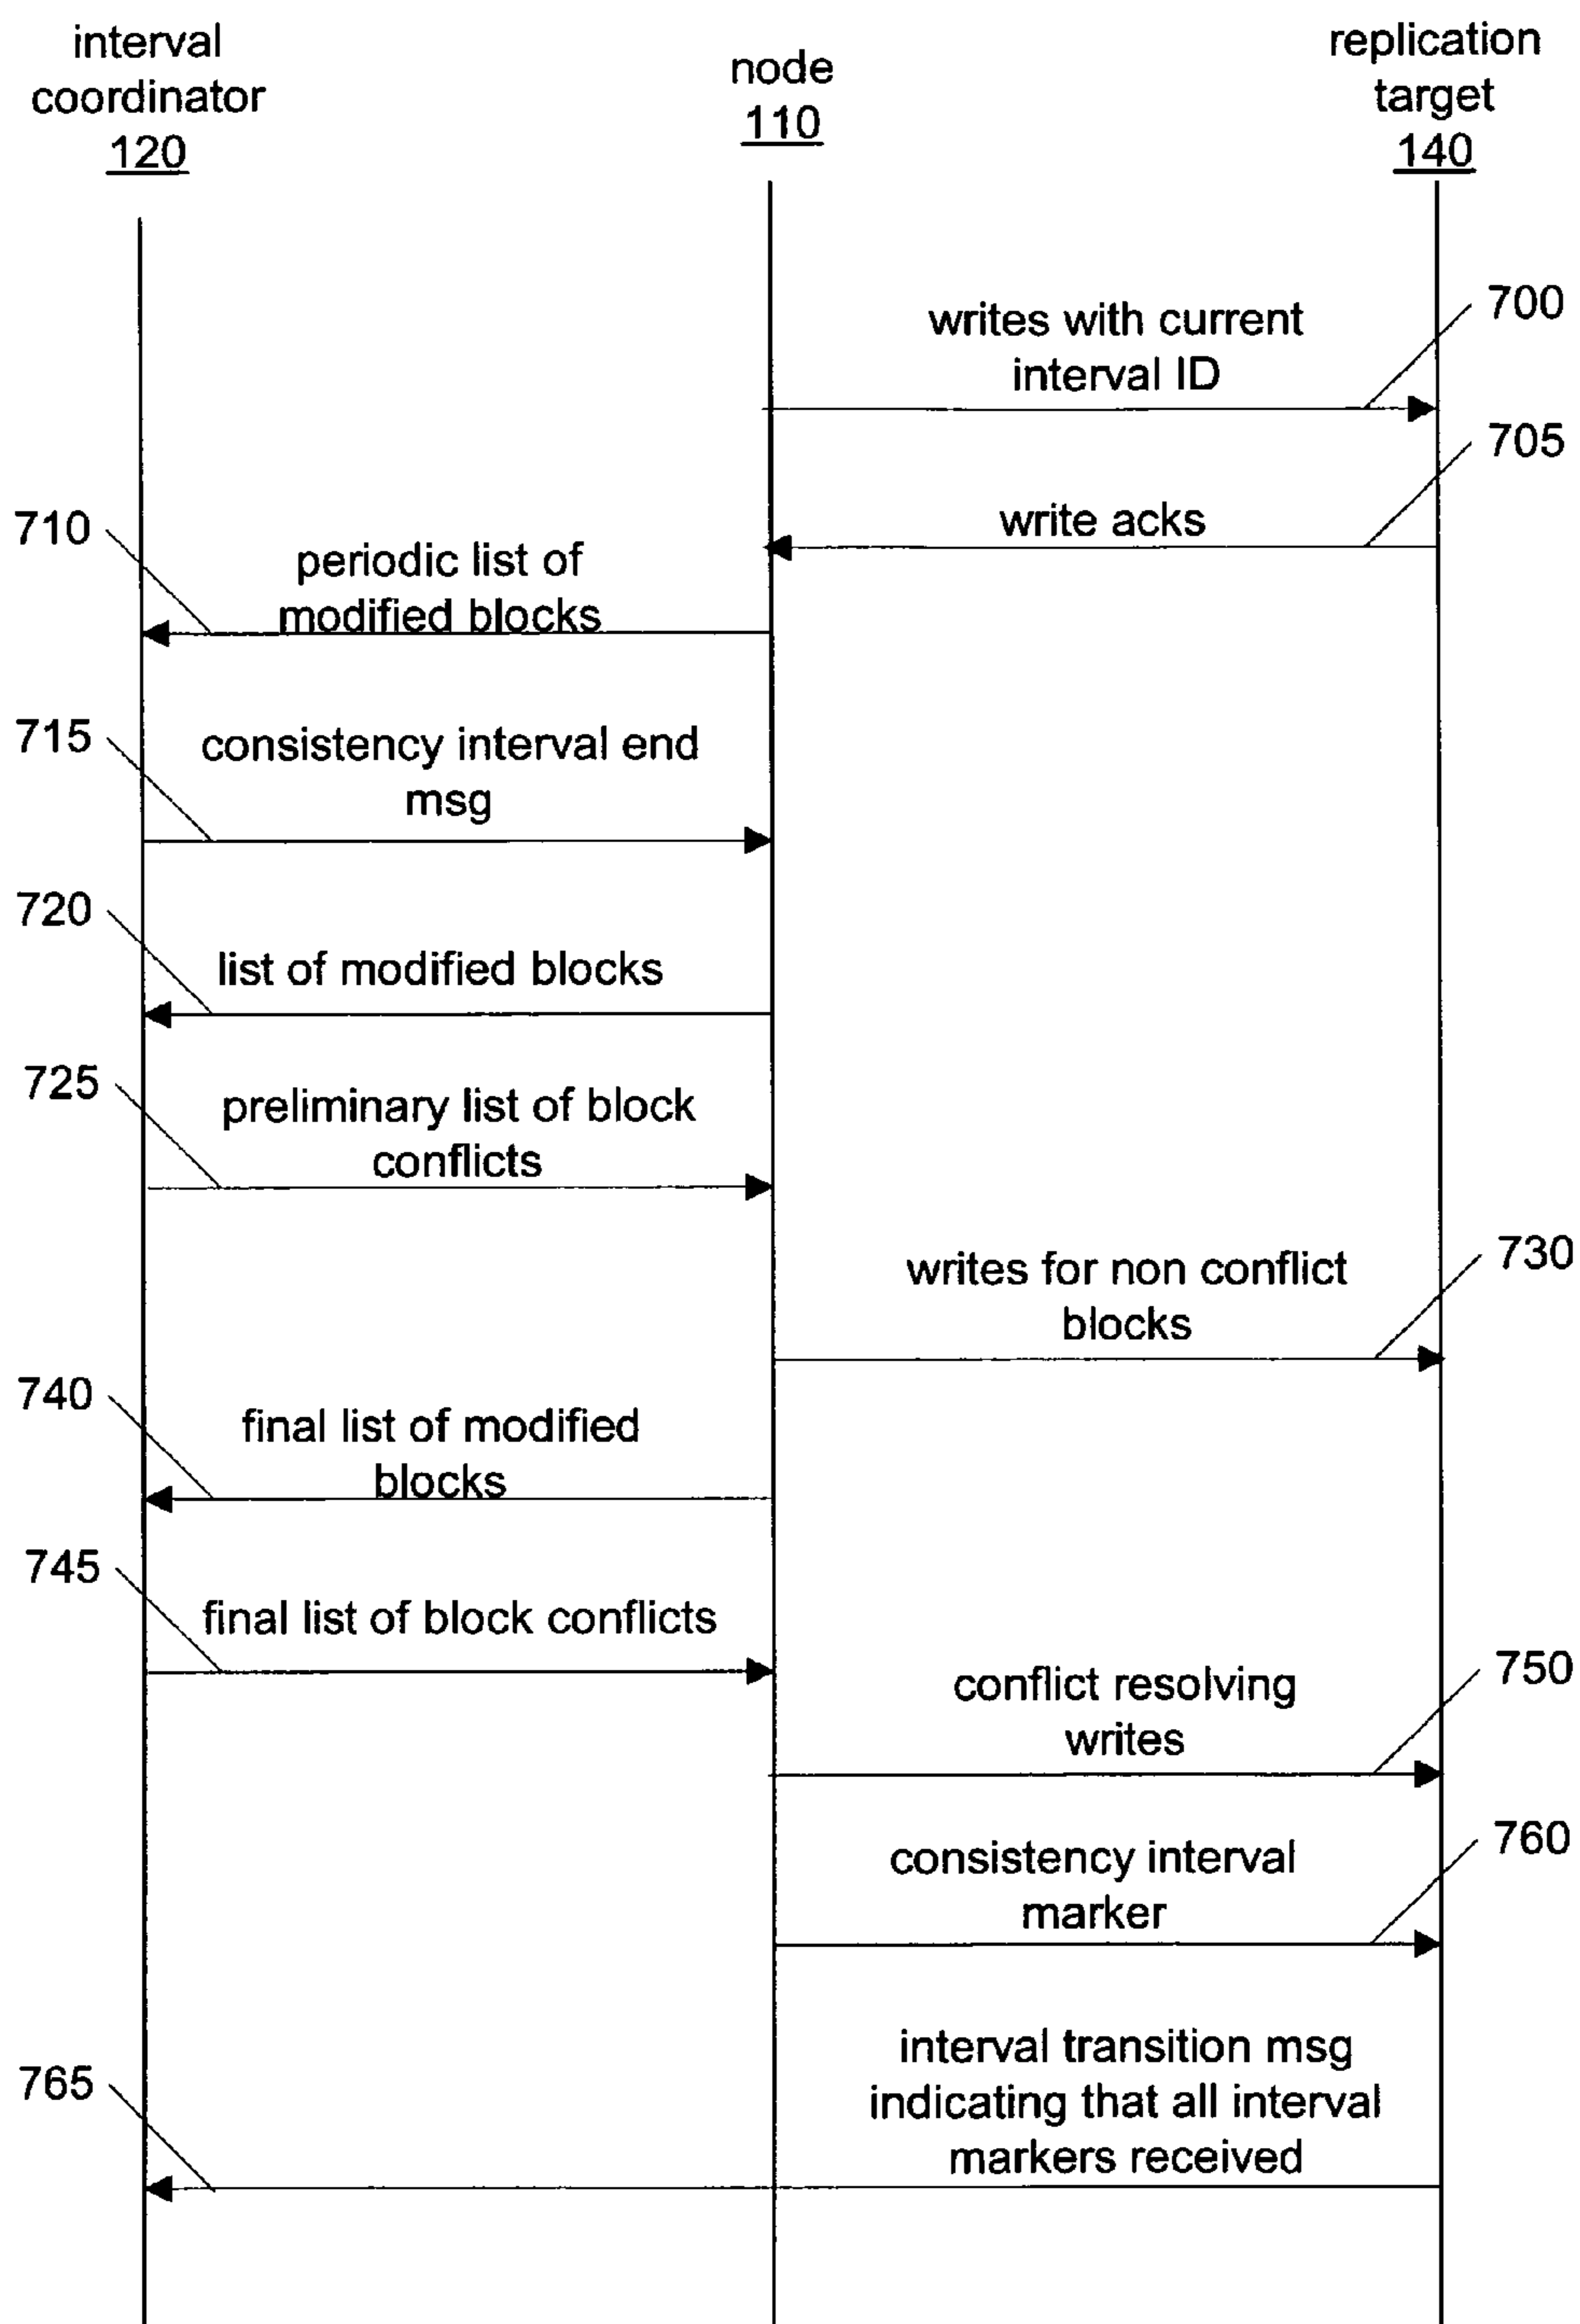 interval
coordinator
120
node
110
replication
target
140
700
writes with current
interval ID
705
write acks
710
periodic list of
modified blocks
715
consistency interval end
msg
720
list of modified blocks
725
preliminary list of block
conflicts
730
writes for non conflict
blocks
740
final list of modified
blocks
745
final list of block conflicts
750
conflict resolving
writes
760
consistency interval
marker
765
interval transition msg
indicating that all interval
markers received